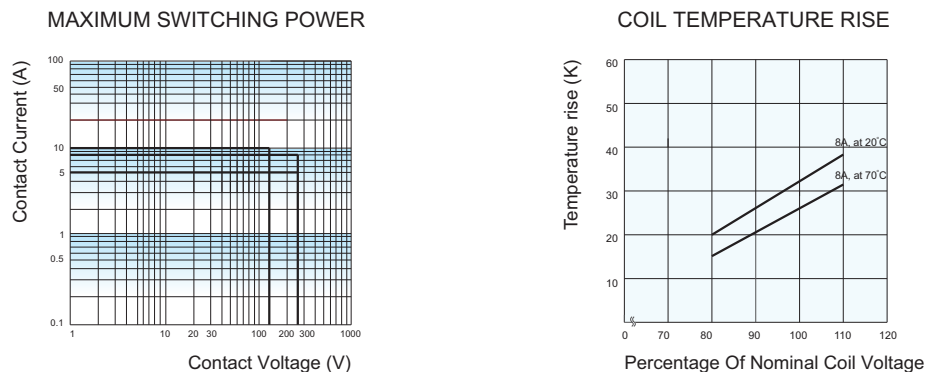 MAXIMUM SWITCHING POWER
Contact Current (A)
100
50
10
5
1
0.5
0.1
1 10 20 30 100 200 300 1000
Contact Voltage (V)
COIL TEMPERATURE RISE
Temperature rise (K)
60
50
40
30
20
10
8A, at 20°C
8A, at 70°C
0 70 80 90 100 110 120
Percentage Of Nominal Coil Voltage